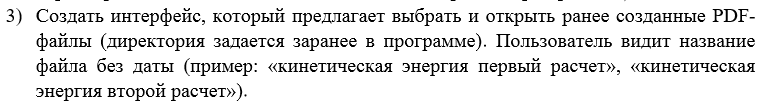 3) Создать интерфейс, который предлагает выбрать и открыть ранее созданные PDF-
файлы (директория задается заранее в программе). Пользователь видит название
файла без даты (пример: «кинетическая энергия первый расчет», «кинетическая
энергия второй расчет»).